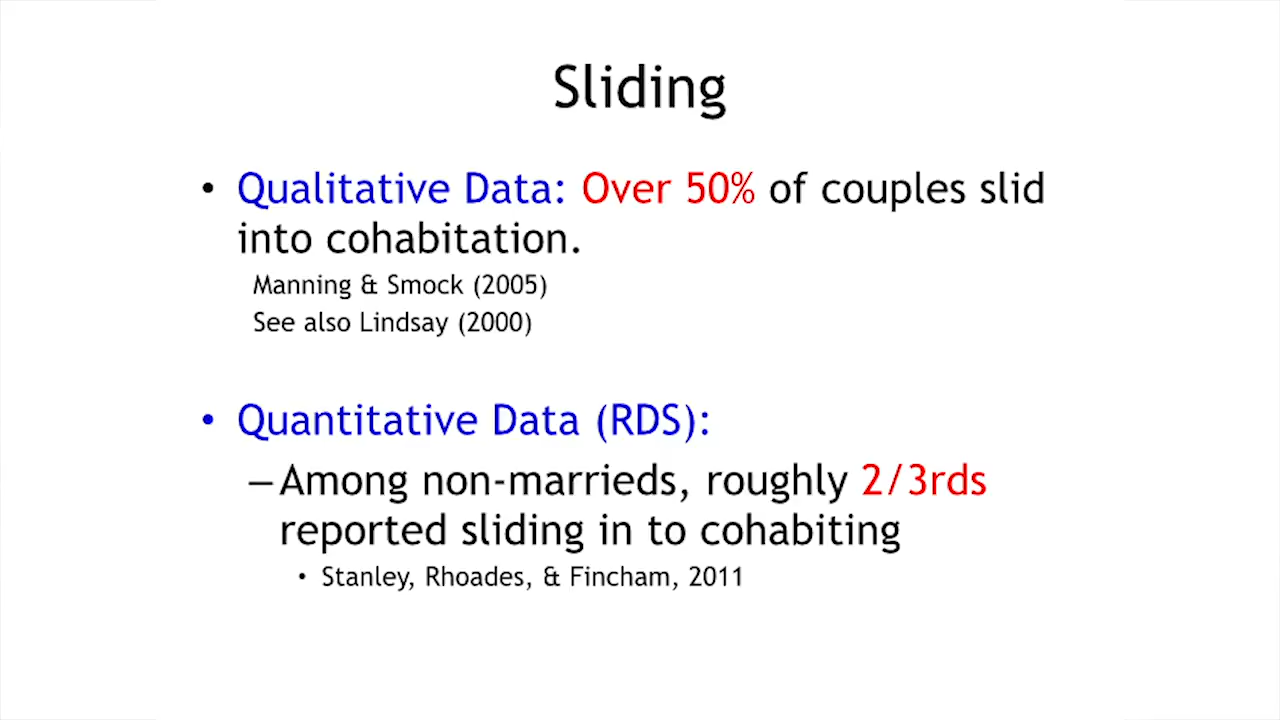 Sliding
• Qualitative Data: Over 50% of couples slid
into cohabitation.
Manning & Smock (2005)
See also Lindsay (2000)
• Quantitative Data (RDS):
–Among non-marrieds, roughly 2/3rds
reported sliding in to cohabiting
• Stanley, Rhoades, & Fincham, 2011